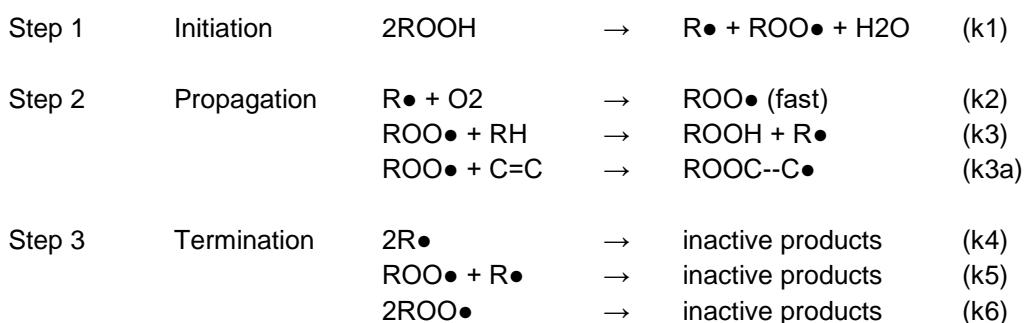 Step 1 Initiation 2ROOH → R● + ROO● + H2O (k1)
Step 2 Propagation R● + O2 → ROO● (fast) (k2)
ROO● + RH → ROOH + R● (k3)
ROO● + C=C → ROOC--C● (k3a)
Step 3 Termination 2R● → inactive products (k4)
ROO● + R● → inactive products (k5)
2ROO● → inactive products (k6)